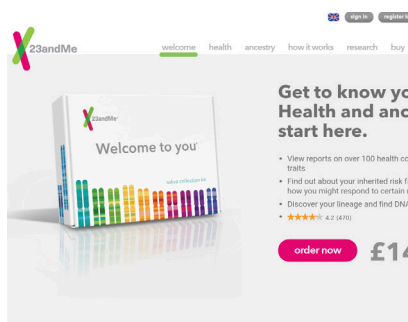 sign in register k
23andMe
welcome health ancestry how it works research buy
Get to know yo
Health and anc
start here.
23andMe
Welcome to you
saliva collection kit
• View reports on over 100 health co
traits
• Find out about your inherited risk f
how you might respond to certain
• Discover your lineage and find DNA
• ★★★★★ 4.2 (470)
order now £14